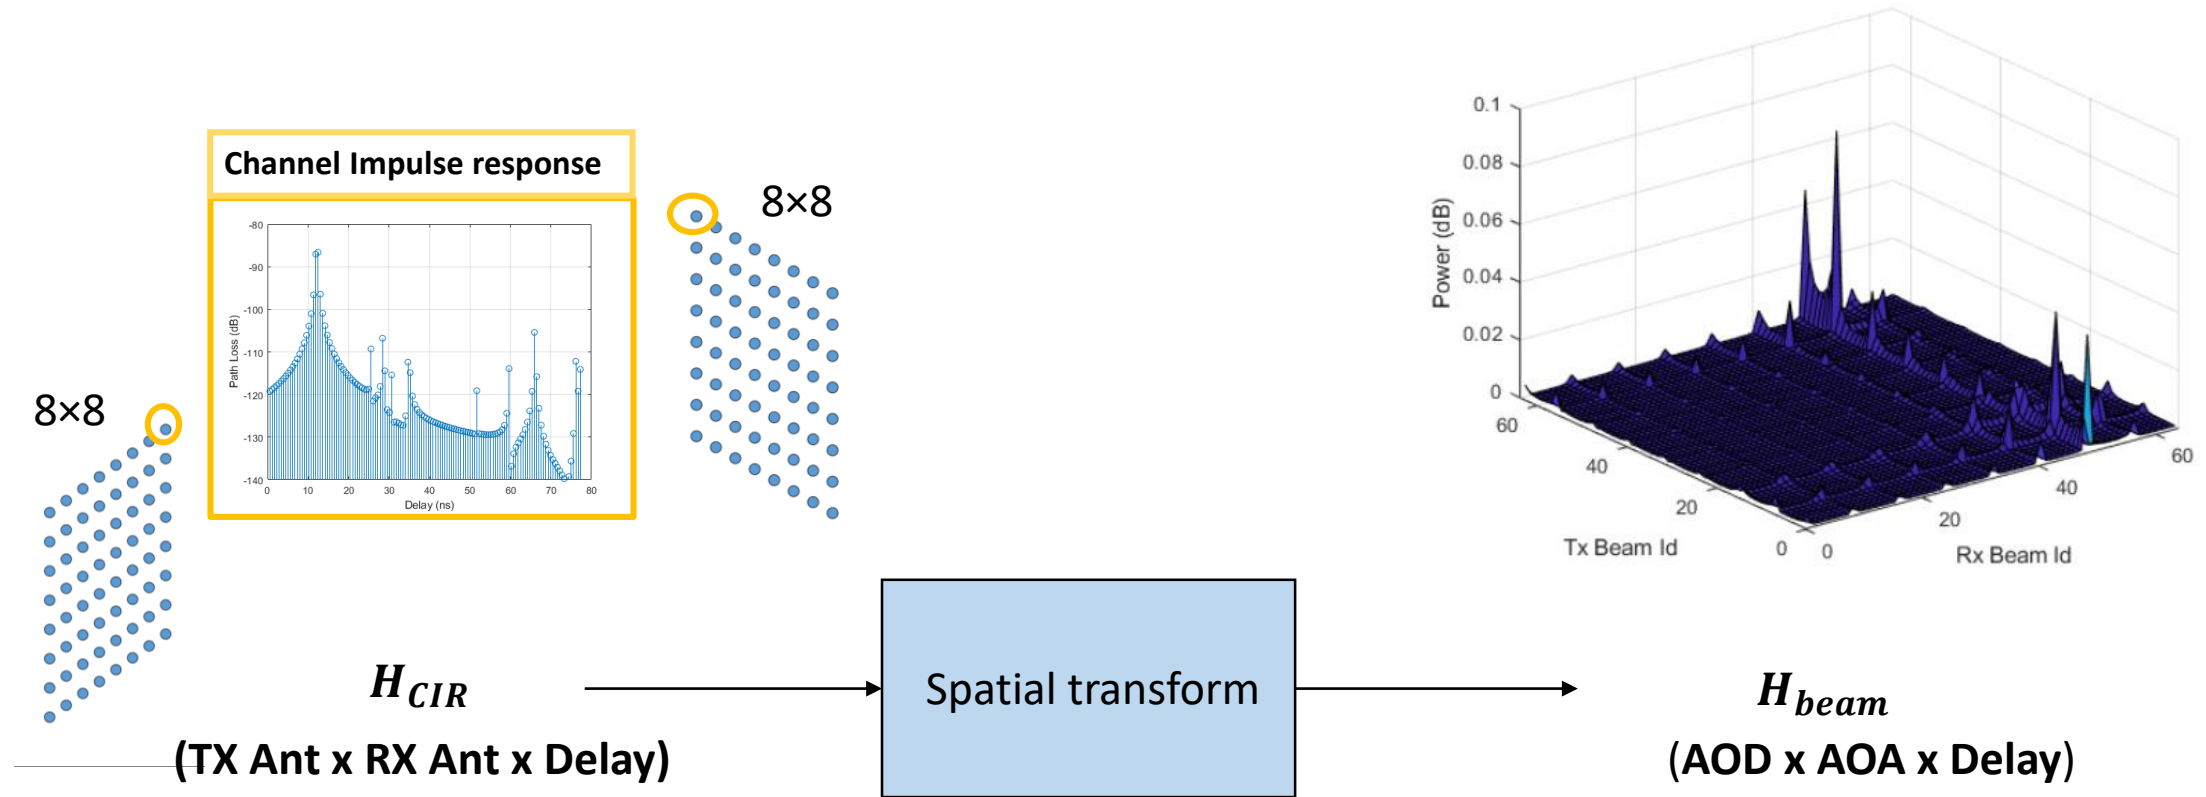 Channel Impulse response
8×8
8×8
-80
-90
-100
-110
-120
-130
-140
Path Loss (dB)
0 10 20 30 40 50 60 70 80
Delay (ns)
0.1
0.08
0.06
0.04
0.02
0
Power (dB)
60
40
20
0
Tx Beam Id
0
20
40
60
Rx Beam Id
H_CIR
(TX Ant x RX Ant x Delay)
Spatial transform
H_beam
(AOD x AOA x Delay)